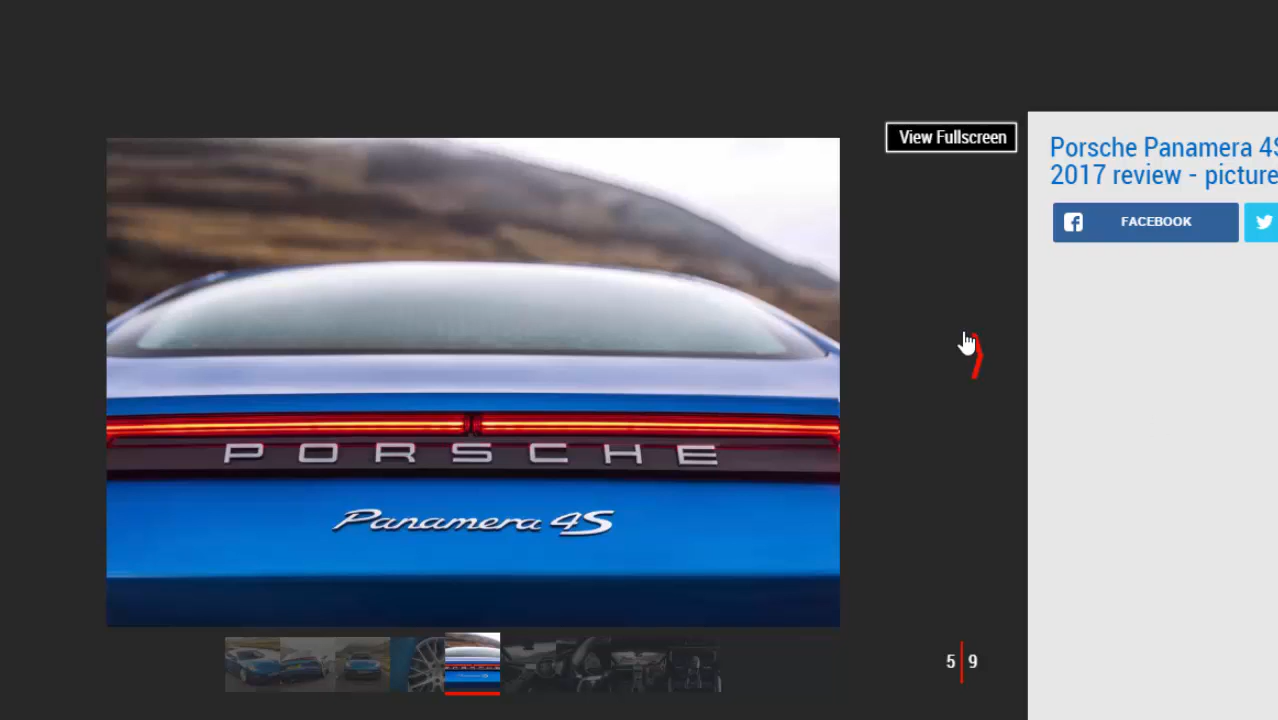 View Fullscreen
Porsche Panamera 4S
2017 review - picture
FACEBOOK
PORSCHE
Panamera 4S
5 9